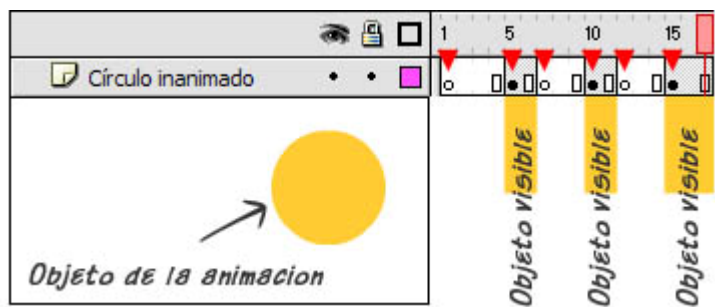 1 5 10 15
Círculo inanimado
Objeto visible
Objeto visible
Objeto visible
Objeto de la animacion